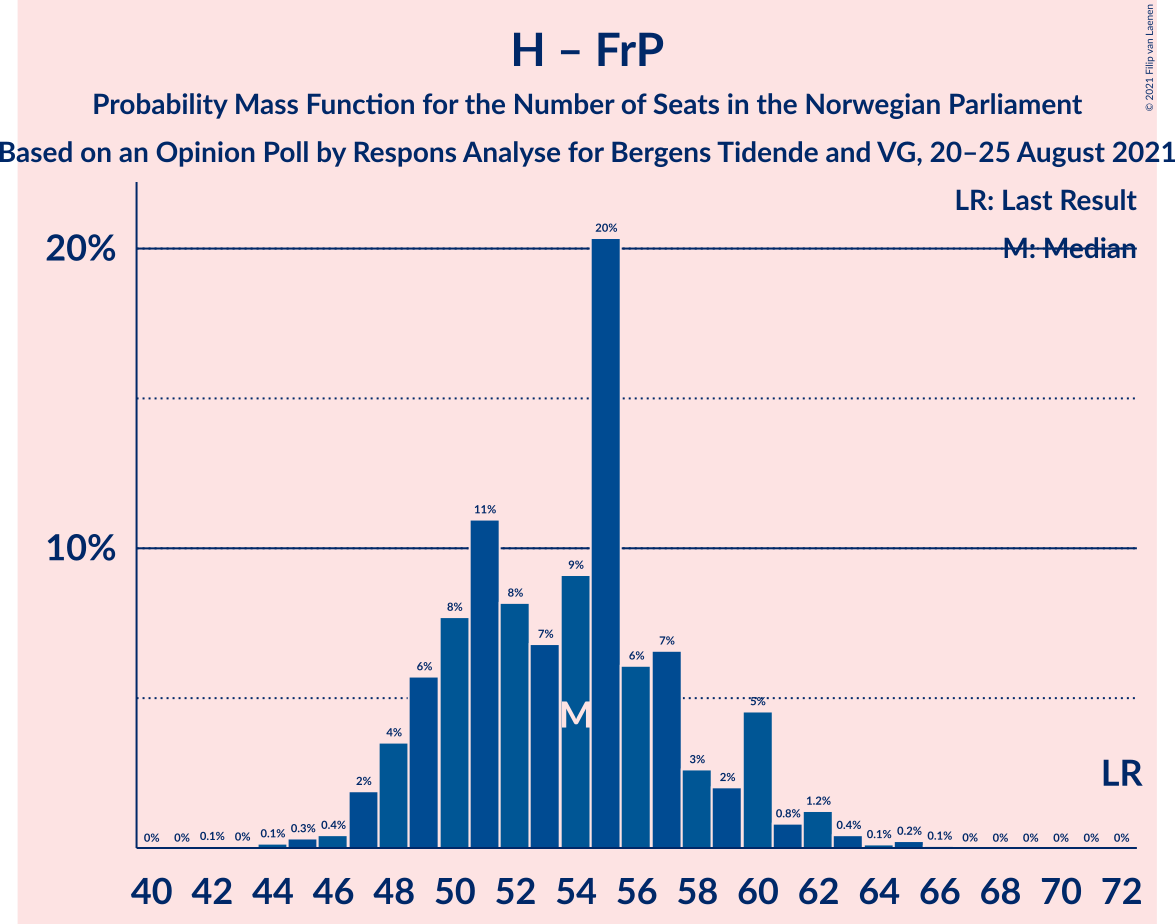 H – FrP
© 2021 Filip van Laenen
Probability Mass Function for the Number of Seats in the Norwegian Parliament
Based on an Opinion Poll by Respons Analyse for Bergens Tidende and VG, 20–25 August 2021
LR: Last Result
M: Median
20%
10%
0% 0% 0.1% 0% 0.1% 0.3% 0.4% 2% 4% 6% 8% 11% 8% 7% 9% 20% 6% 7% 3% 2% 5% 0.8% 1.2% 0.4% 0.1% 0.2% 0.1% 0% 0% 0% 0% 0% 0%
M
LR
40 42 44 46 48 50 52 54 56 58 60 62 64 66 68 70 72